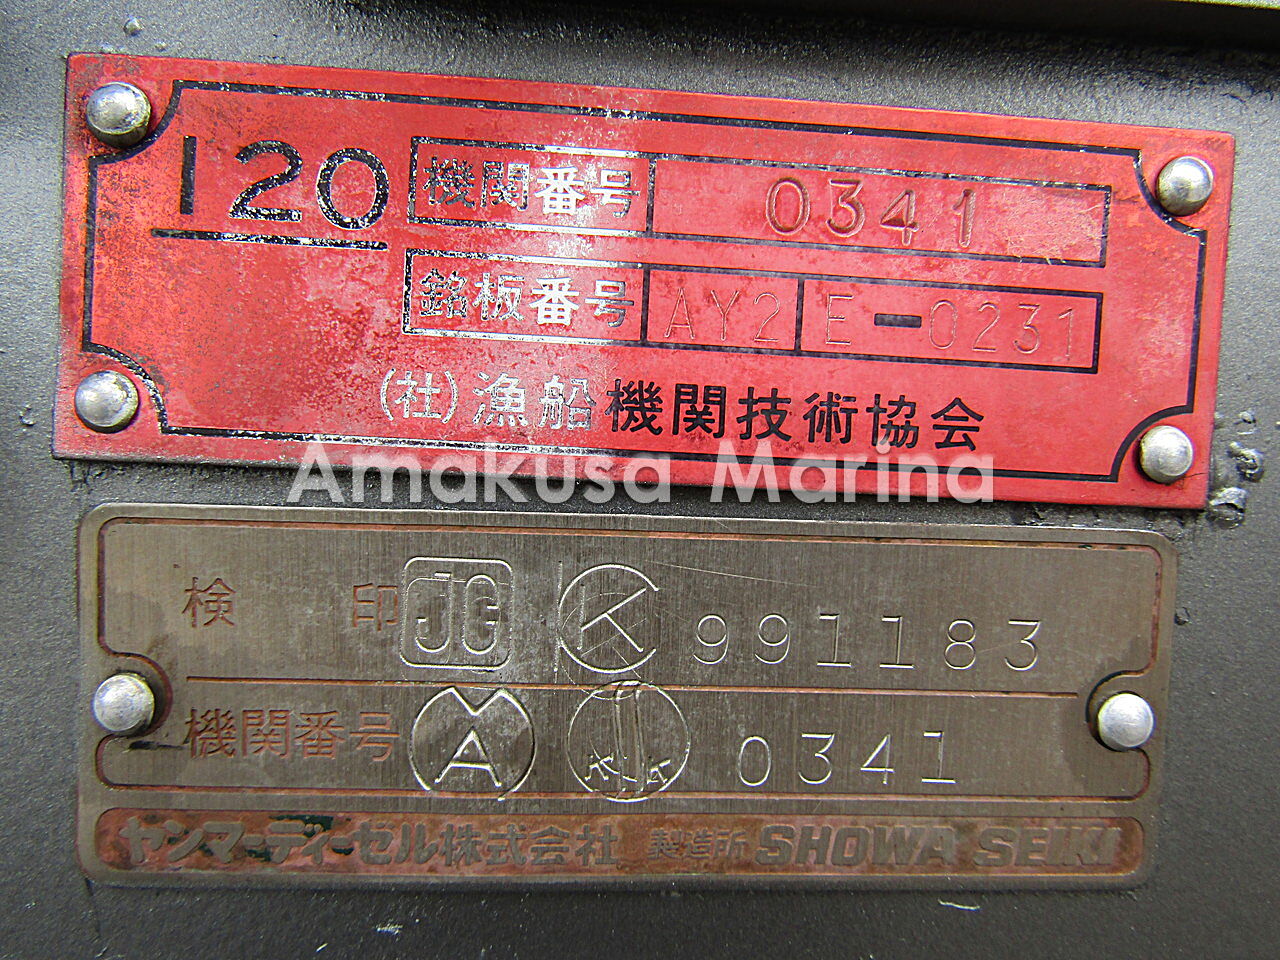 120 機関番号 0341
銘板番号 AY2 E-0231
(社)漁船機関技術協会
Amakusa Marina
検 印 JG K 991183
機関番号 MA 0341
ヤンマーディーゼル株式会社 製造所 SHOWA SEIKI